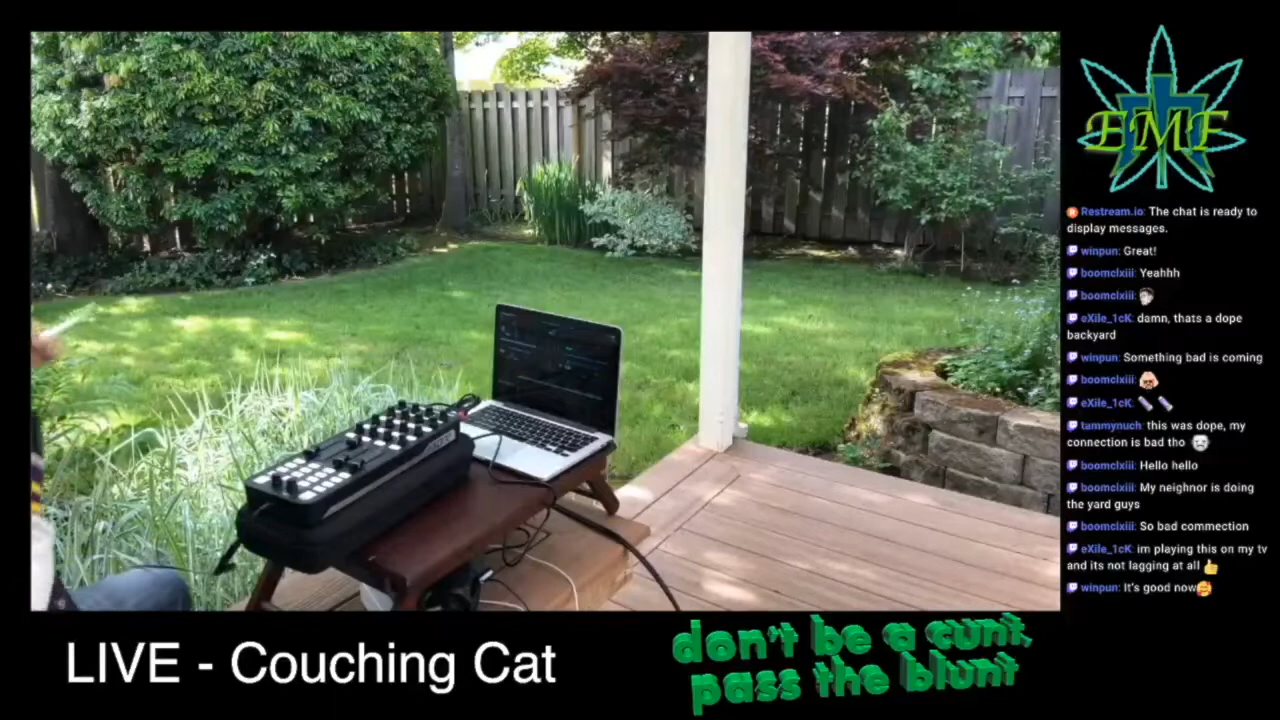 EMF
Restream.io: The chat is ready to
display messages.
winpun: Great!
boomclxiii: Yeahhh
boomclxiii:
eXile_1cK: damn, thats a dope
backyard
winpun: Something bad is coming
boomclxiii:
eXile_1cK:
tammynuch: this was dope, my
connection is bad tho
boomclxiii: Hello hello
boomclxiii: My neighnor is doing
the yard guys
boomclxiii: So bad commection
eXile_1cK: im playing this on my tv
and its not lagging at all 👍
winpun: It's good now🥰
LIVE - Couching Cat
don't be a cunt,
pass the blunt